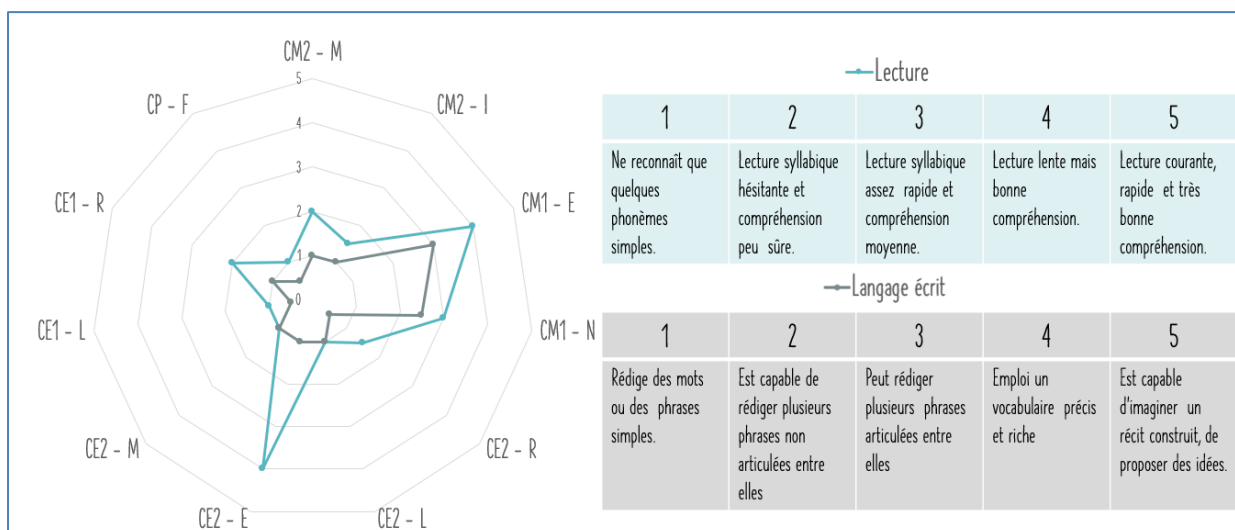 CM2 - M
5
CP - F
CM2 - I
4
3
CE1 - R
CM1 - E
2
1
0
CE1 - L
CM1 - N
CE2 - M
CE2 - R
CE2 - E
CE2 - L
Lecture
1
2
3
4
5
Ne reconnaît que
quelques
phonèmes
simples.
Lecture syllabique
hésitante et
compréhension
peu sûre.
Lecture syllabique
assez rapide et
compréhension
moyenne.
Lecture lente mais
bonne
compréhension.
Lecture courante,
rapide et très
bonne
compréhension.
Langage écrit
1
2
3
4
5
Rédige des mots
ou des phrases
simples.
Est capable de
rédiger plusieurs
phrases non
articulées entre
elles
Peut rédiger
plusieurs phrases
articulées entre
elles
Emploi un
vocabulaire précis
et riche
Est capable
d'imaginer un
récit construit, de
proposer des idées.